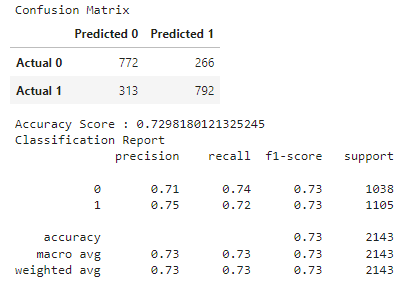 Confusion Matrix
Predicted 0 Predicted 1
Actual 0 772 266
Actual 1 313 792
Accuracy Score : 0.7298180121325245
Classification Report
precision recall f1-score support
0 0.71 0.74 0.73 1038
1 0.75 0.72 0.73 1105
accuracy 0.73 2143
macro avg 0.73 0.73 0.73 2143
weighted avg 0.73 0.73 0.73 2143